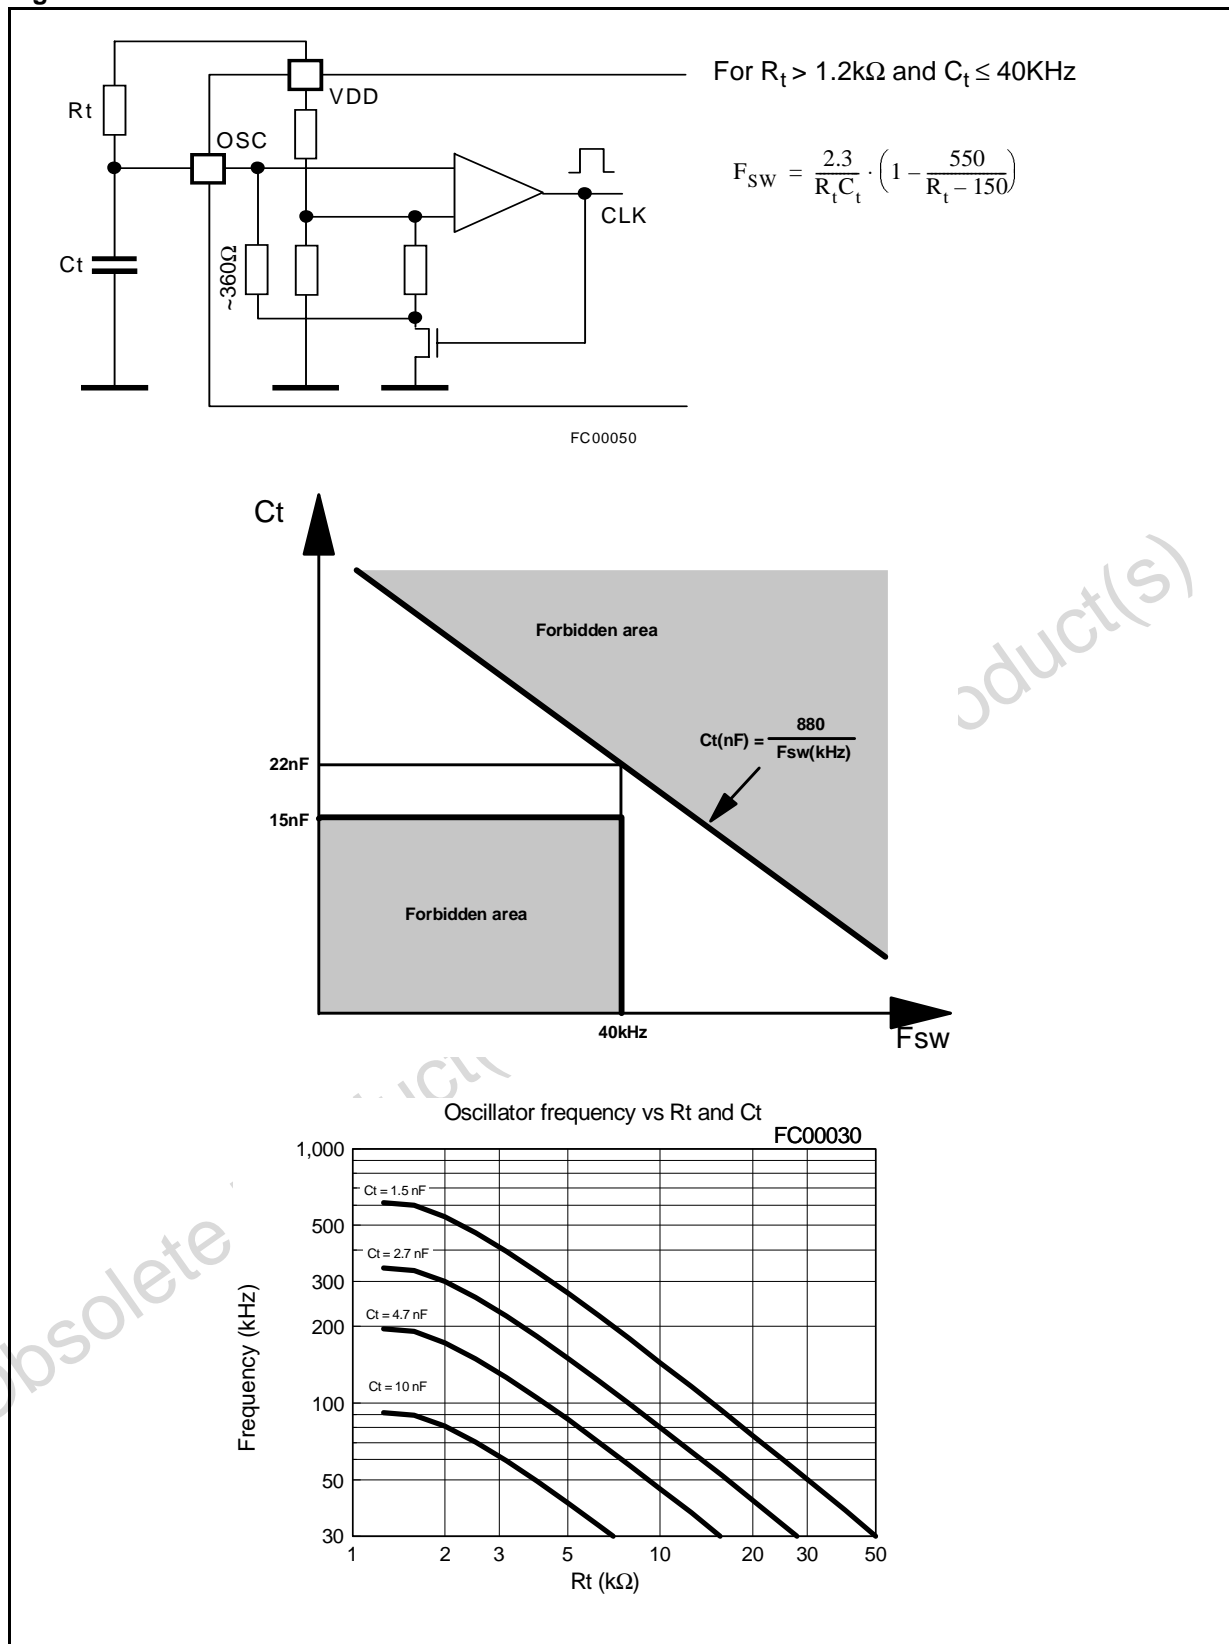 For Rt > 1.2kΩ and Ct ≤ 40KHz
VDD
Rt
OSC
FSW = 2.3 / RtCt · (1 – 550 / Rt – 150)
CLK
Ct
~360Ω
FC00050
Ct
Forbidden area
Ct(nF) = 880 / Fsw(kHz)
22nF
15nF
Forbidden area
40kHz
Fsw
Oscillator frequency vs Rt and Ct
FC00030
1,000
Ct = 1.5 nF
500
Ct = 2.7 nF
300
Ct = 4.7 nF
200
Ct = 10 nF
100
50
30
Frequency (kHz)
1 2 3 5 10 20 30 50
Rt (kΩ)
Obsolete
oduct(s)